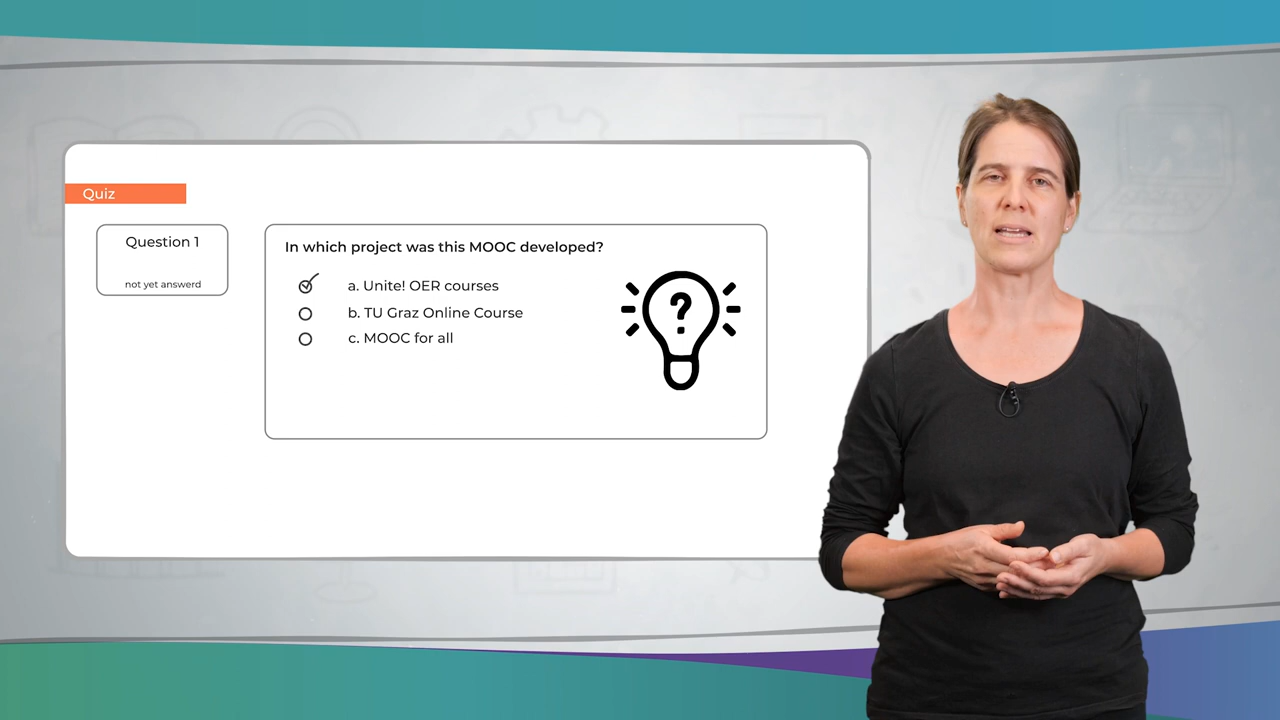 Quiz
Question 1
not yet answerd
In which project was this MOOC developed?
a. Unite! OER courses
b. TU Graz Online Course
c. MOOC for all